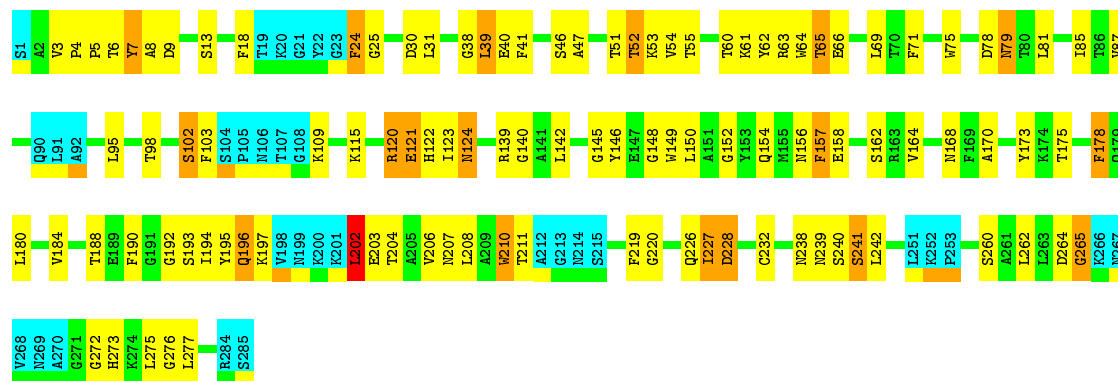 S1 A2 V3 P4 P5 T6 Y7 A8 D9 S13 F18 T19 K20 G21 Y22 G23 F24 G25 D30 L31 G38 L39 E40 F41 S46 A47 T51 T52 K53 V54 T55 T60 K61 Y62 R63 W64 T65 E66 L69 T70 F71 W75 D78 N79 T80 L81 I85 T86 V87
Q90 L91 A92 L95 T98 S102 F103 S104 P105 N106 T107 G108 K109 K115 R120 E121 H122 I123 N124 R139 G140 A141 L142 G145 Y146 E147 G148 W149 L150 A151 G152 Y153 Q154 M155 N156 F157 E158 S162 R163 V164 N168 F169 A170 Y173 K174 T175 F178
L180 V184 T188 E189 F190 G191 G192 S193 I194 Y195 Q196 K197 V198 N199 K200 K201 L202 E203 T204 A205 V206 N207 L208 A209 W210 T211 A212 G213 N214 S215 F219 G220 Q226 I227 D228 C232 N238 N239 S240 S241 L242 L251 K252 P253 S260 A261 L262 L263 D264 G265 K266 N267
V268 N269 A270 G271 G272 H273 K274 L275 G276 L277 R284 S285